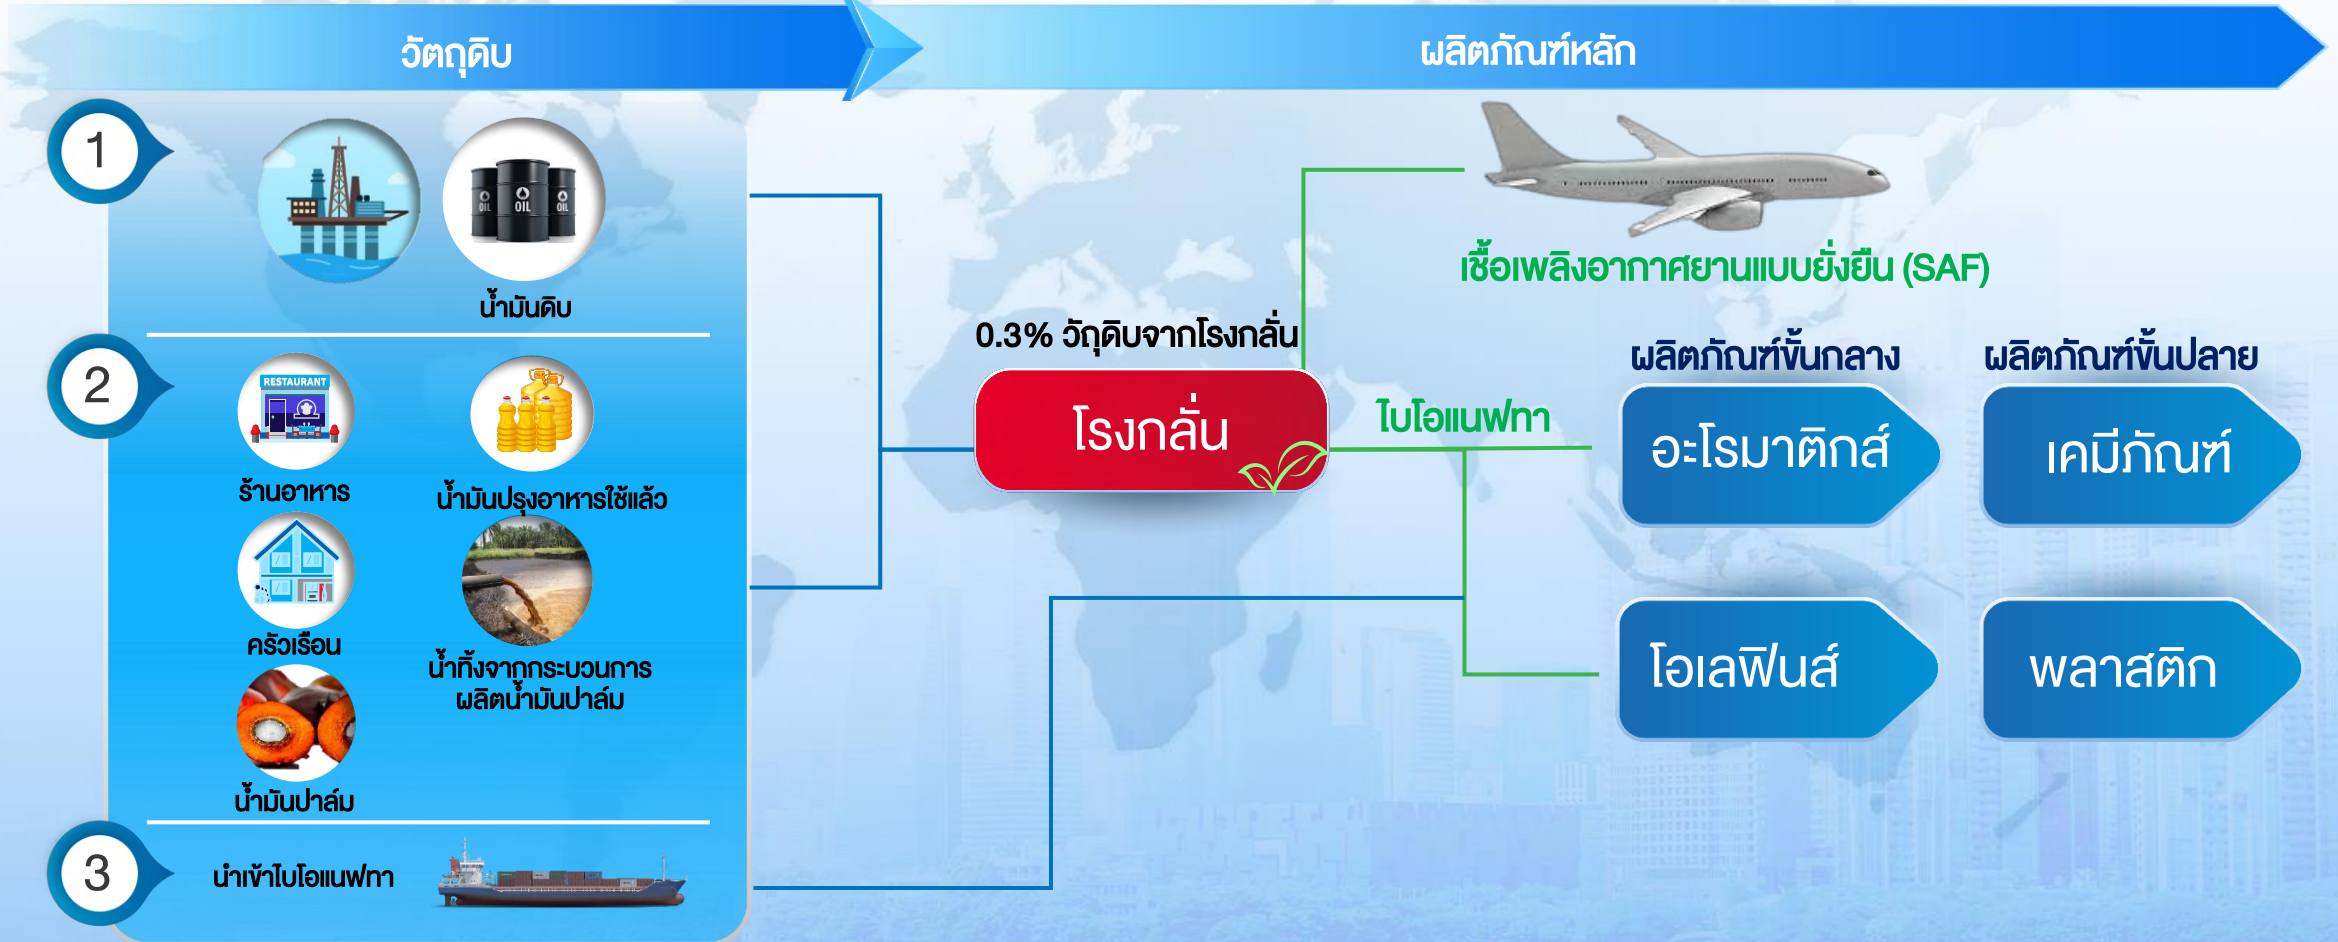 วัตถุดิบ
ผลิตภัณฑ์หลัก
1
OIL
OIL
OIL
น้ำมันดิบ
เชื้อเพลิงอากาศยานแบบยั่งยืน (SAF)
0.3% วัถุดิบจากโรงกลั่น
โรงกลั่น
ไบโอแนฟทา
ผลิตภัณฑ์ขั้นกลาง
ผลิตภัณฑ์ขั้นปลาย
อะโรมาติกส์
เคมีภัณฑ์
โอเลฟินส์
พลาสติก
2
RESTAURANT
ร้านอาหาร
น้ำมันปรุงอาหารใช้แล้ว
ครัวเรือน
น้ำทิ้งจากกระบวนการ
ผลิตน้ำมันปาล์ม
น้ำมันปาล์ม
3
นำเข้าไบโอแนฟทา